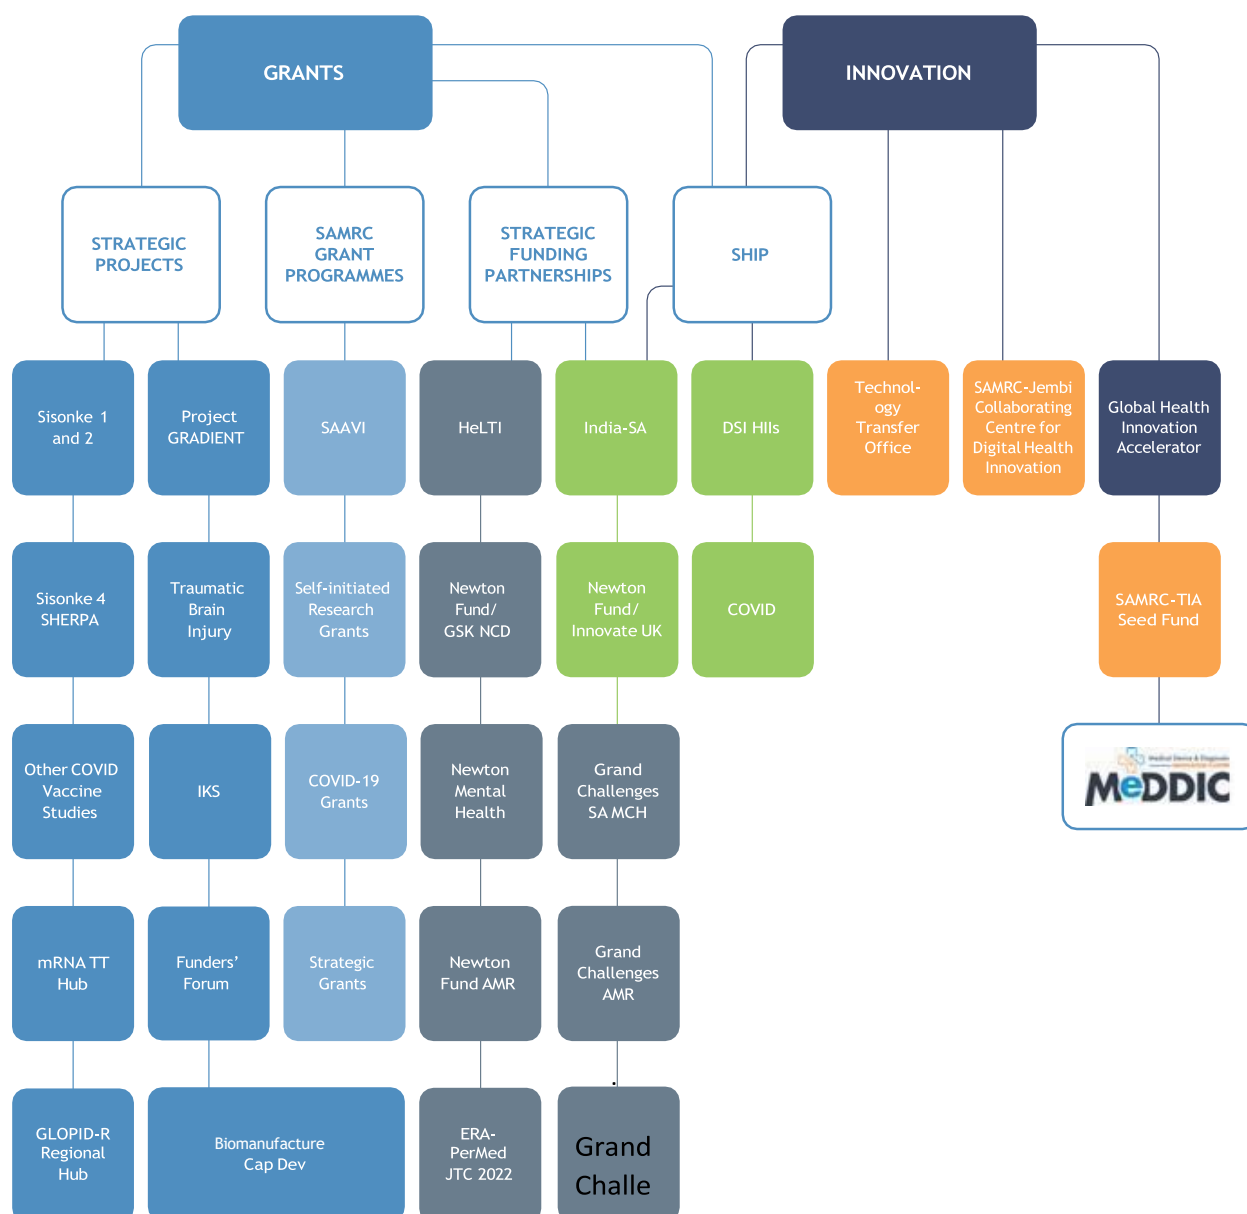 GRANTS
INNOVATION
STRATEGIC
PROJECTS
SAMRC
GRANT
PROGRAMMES
STRATEGIC
FUNDING
PARTNERSHIPS
SHIP
Sisonke 1
and 2
Project
GRADIENT
SAAVI
HeLTI
India-SA
DSI HIIs
Technol-
ogy
Transfer
Office
SAMRC-Jembi
Collaborating
Centre for
Digital Health
Innovation
Global Health
Innovation
Accelerator
Sisonke 4
SHERPA
Traumatic
Brain
Injury
Self-initiated
Research
Grants
Newton
Fund/
GSK NCD
Newton
Fund/
Innovate UK
COVID
SAMRC-TIA
Seed Fund
Other COVID
Vaccine
Studies
IKS
COVID-19
Grants
Newton
Mental
Health
Grand
Challenges
SA MCH
Medical Device & Diagnostic
MeDDIC
mRNA TT
Hub
Funders’
Forum
Strategic
Grants
Newton
Fund AMR
Grand
Challenges
AMR
GLOPID-R
Regional
Hub
Biomanufacture
Cap Dev
ERA-
PerMed
JTC 2022
Grand
Challe